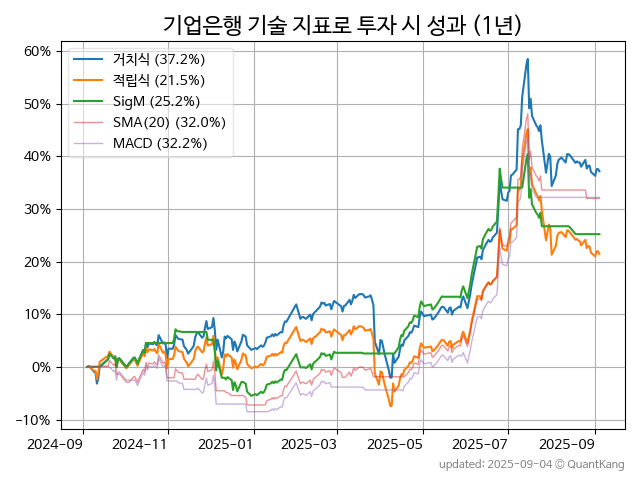 기업은행 기술 지표로 투자 시 성과 (1년)
60%
50%
40%
30%
20%
10%
0%
−10%
거치식 (37.2%)
적립식 (21.5%)
SigM (25.2%)
SMA(20) (32.0%)
MACD (32.2%)
2024-09 2024-11 2025-01 2025-03 2025-05 2025-07 2025-09
updated: 2025-09-04 © QuantKang